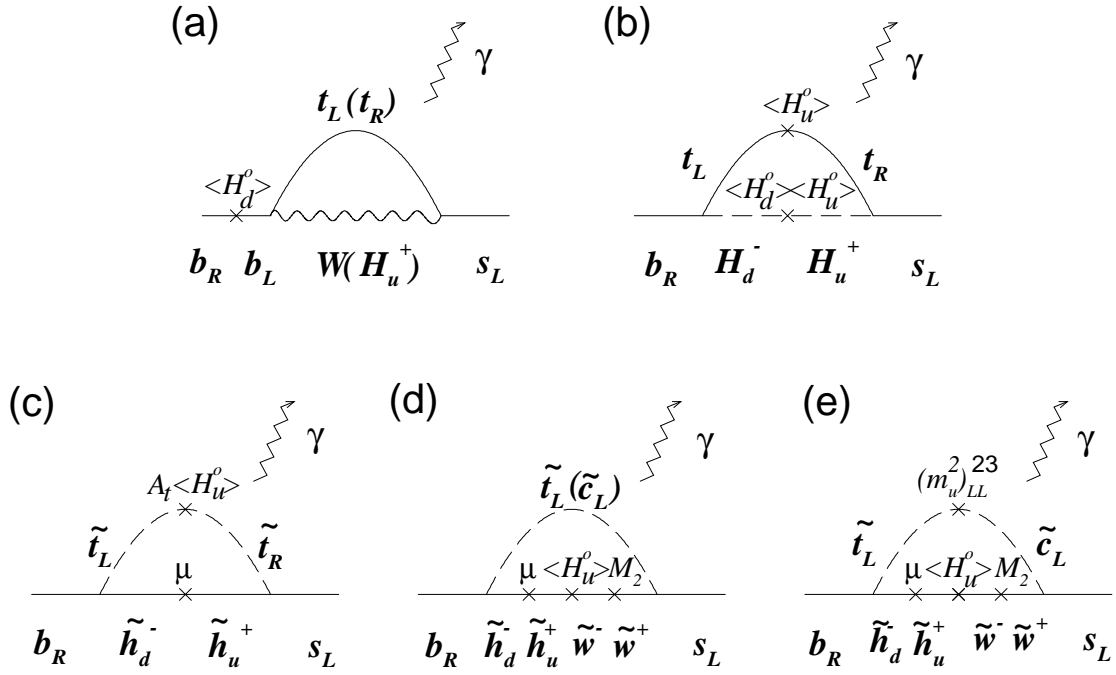 (a)
(b)
γ
γ
t_L (t_R)
<H_u^o>
t_L
t_R
<H_d^o>
<H_d^o><H_u^o>
b_R b_L W(H_u^+) s_L
b_R H_d^- H_u^+ s_L
(c)
(d)
(e)
γ
γ
γ
A_t <H_u^o>
t̃_L (c̃_L)
(m_u^2)_{LL}^{23}
t̃_L
t̃_R
t̃_L
c̃_L
μ
μ <H_u^o> M_2
μ <H_u^o> M_2
b_R h̃_d^- h̃_u^+ s_L
b_R h̃_d^- h̃_u^+ w̃^- w̃^+ s_L
b_R h̃_d^- h̃_u^+ w̃^- w̃^+ s_L